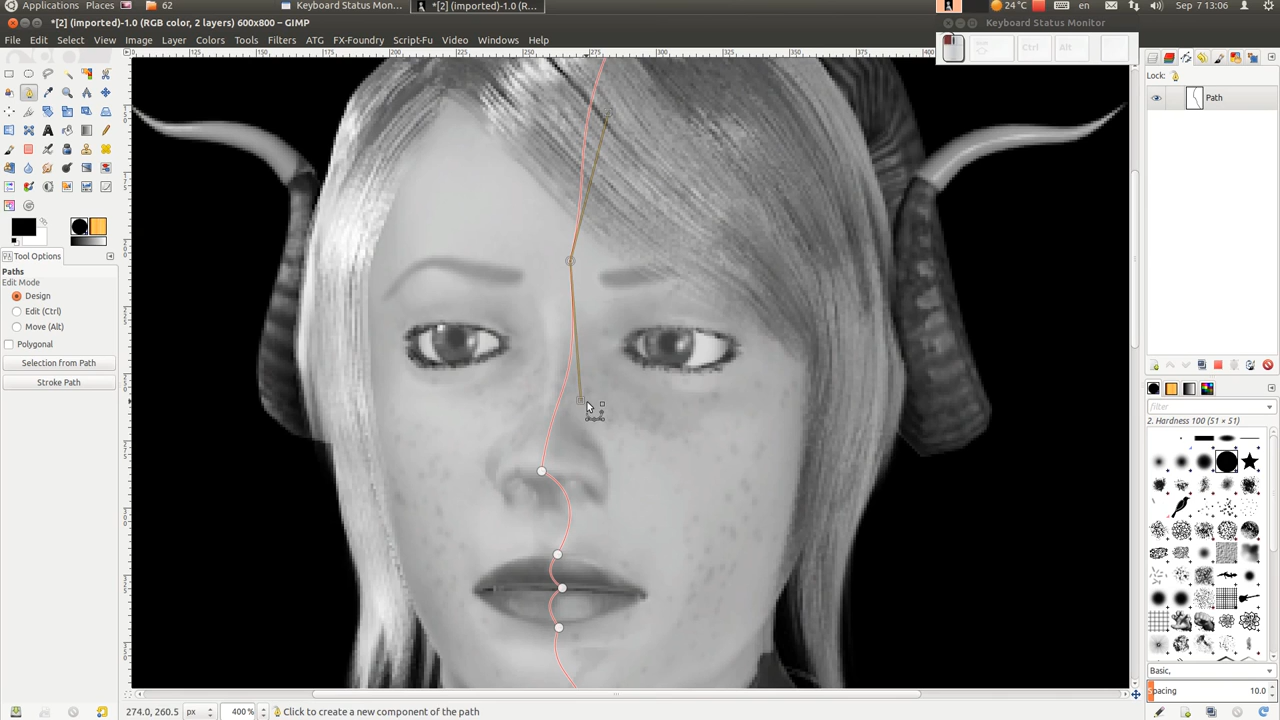 Applications Places 62 Keyboard Status Monitor *[2] (imported)-1.0 (R... 24°C en Sep 7 13:06
*[2] (imported)-1.0 (RGB color, 2 layers) 600x800 – GIMP
Keyboard Status Monitor
File Edit Select View Image Layer Colors Tools Filters ATG FX-Foundry Script-Fu Video Windows Help
Ctrl Alt
Lock:
Path
Tool Options
Paths
Edit Mode
Design
Edit (Ctrl)
Move (Alt)
Polygonal
Selection from Path
Stroke Path
filter
2. Hardness 100 (51 × 51)
Basic,
Spacing 10.0
274.0, 260.5 px 400% Click to create a new component of the path